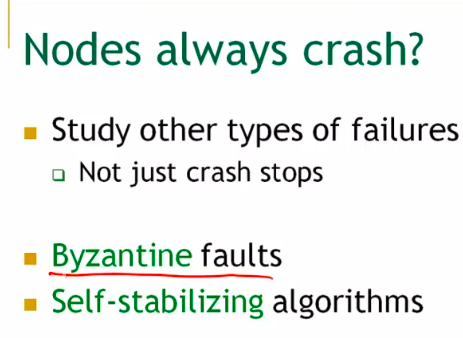 Nodes always crash?
Study other types of failures
Not just crash stops
Byzantine faults
Self-stabilizing algorithms